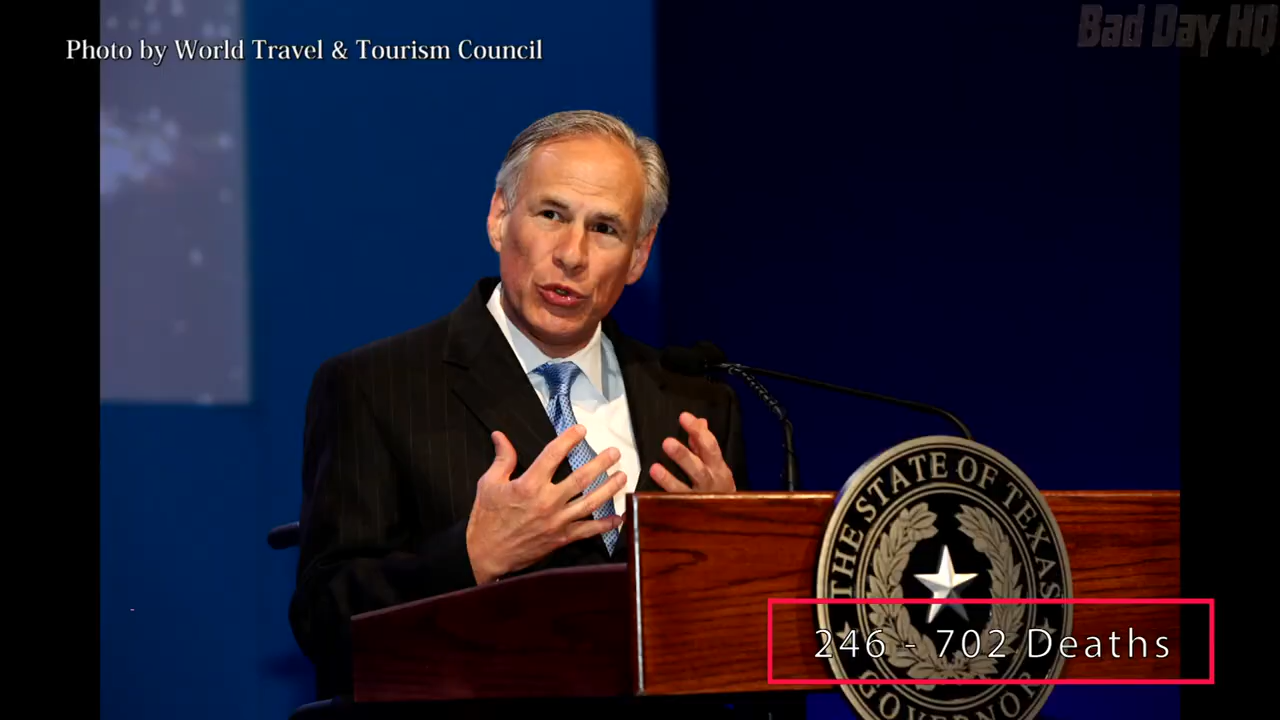 Photo by World Travel & Tourism Council
Bad Day HQ
THE STATE OF TEXAS
246 - 702 Deaths
GOVERNOR